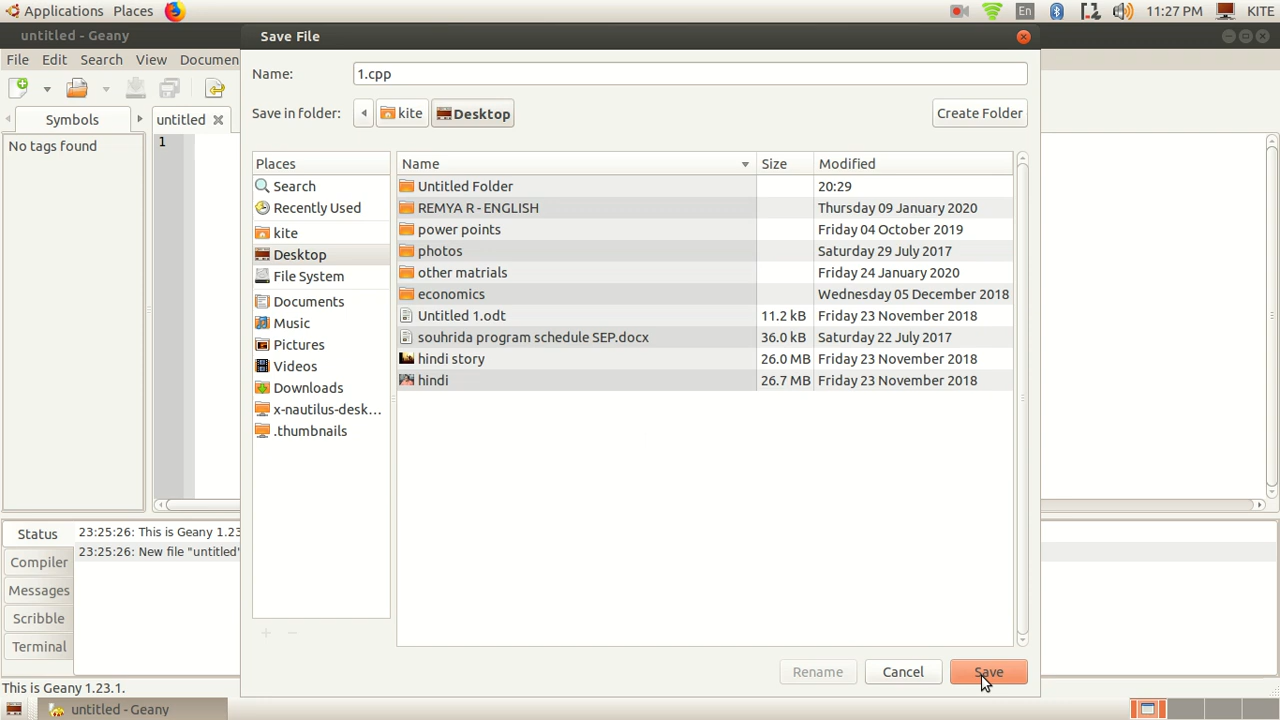 Applications Places En 11:27 PM KITE
untitled - Geany
Save File
File Edit Search View Documen
Name: 1.cpp
Save in folder: kite Desktop Create Folder
Symbols untitled
No tags found
1
Places
Search
Recently Used
kite
Desktop
File System
Documents
Music
Pictures
Videos
Downloads
x-nautilus-desk...
.thumbnails
Name Size Modified
Untitled Folder 20:29
REMYA R - ENGLISH Thursday 09 January 2020
power points Friday 04 October 2019
photos Saturday 29 July 2017
other matrials Friday 24 January 2020
economics Wednesday 05 December 2018
Untitled 1.odt 11.2 kB Friday 23 November 2018
souhrida program schedule SEP.docx 36.0 kB Saturday 22 July 2017
hindi story 26.0 MB Friday 23 November 2018
hindi 26.7 MB Friday 23 November 2018
Rename Cancel Save
Status
Compiler
Messages
Scribble
Terminal
23:25:26: This is Geany 1.23
23:25:26: New file "untitled"
This is Geany 1.23.1.
untitled - Geany